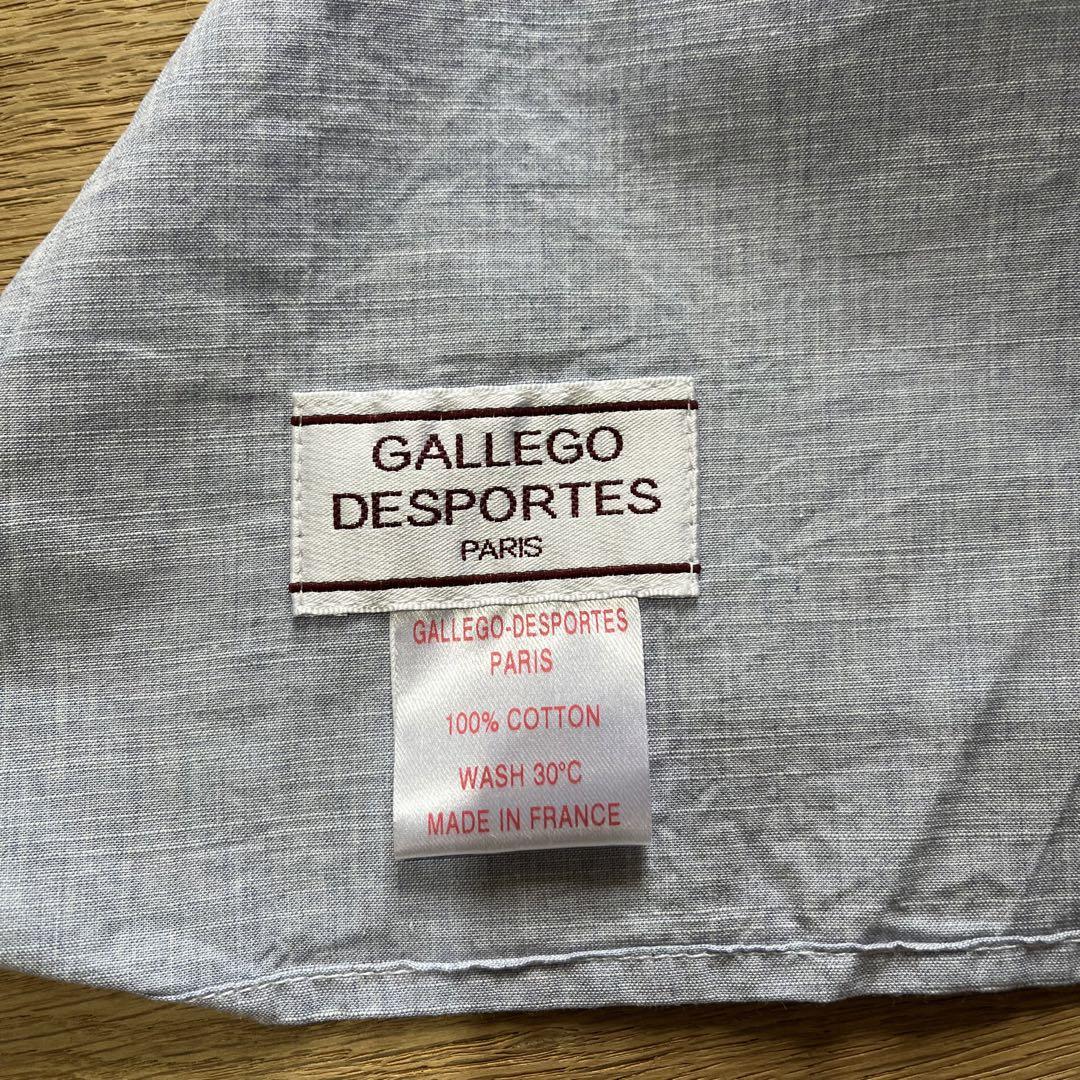 GALLEGO
DESPORTES
PARIS
GALLEGO-DESPORTES
PARIS
100% COTTON
WASH 30°C
MADE IN FRANCE